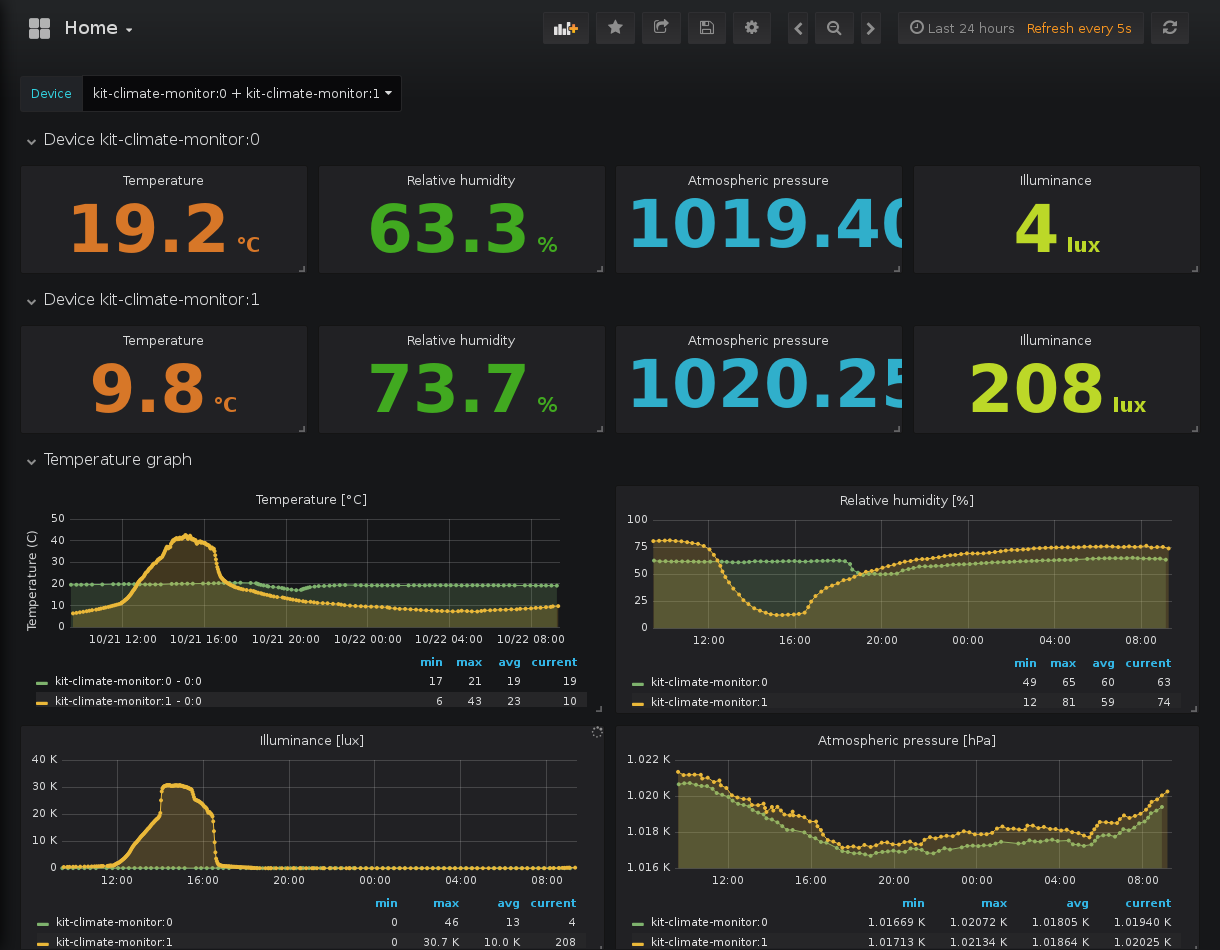 Home
Last 24 hours Refresh every 5s
Device kit-climate-monitor:0 + kit-climate-monitor:1
Device kit-climate-monitor:0
Temperature Relative humidity Atmospheric pressure Illuminance
19.2 °C 63.3 % 1019.40 4 lux
Device kit-climate-monitor:1
Temperature Relative humidity Atmospheric pressure Illuminance
9.8 °C 73.7 % 1020.25 208 lux
Temperature graph
Temperature [°C]
Temperature (C)
50
40
30
20
10
0
10/21 12:00 10/21 16:00 10/21 20:00 10/22 00:00 10/22 04:00 10/22 08:00
min max avg current
kit-climate-monitor:0 - 0:0 17 21 19 19
kit-climate-monitor:1 - 0:0 6 43 23 10
Relative humidity [%]
100
75
50
25
0
12:00 16:00 20:00 00:00 04:00 08:00
min max avg current
kit-climate-monitor:0 49 65 60 63
kit-climate-monitor:1 12 81 59 74
Illuminance [lux]
40 K
30 K
20 K
10 K
0
12:00 16:00 20:00 00:00 04:00 08:00
min max avg current
kit-climate-monitor:0 0 46 13 4
kit-climate-monitor:1 0 30.7 K 10.0 K 208
Atmospheric pressure [hPa]
1.022 K
1.020 K
1.018 K
1.016 K
12:00 16:00 20:00 00:00 04:00 08:00
min max avg current
kit-climate-monitor:0 1.01669 K 1.02072 K 1.01805 K 1.01940 K
kit-climate-monitor:1 1.01713 K 1.02134 K 1.01864 K 1.02025 K